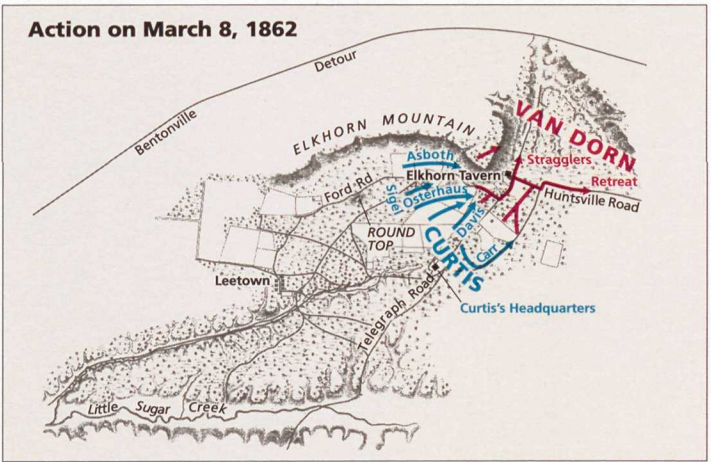 Action on March 8, 1862
Bentonville
Detour
ELKHORN MOUNTAIN
VAN DORN
Asboth
Stragglers
Elkhorn Tavern
Retreat
Ford Rd
Sigel
Osterhaus
Huntsville Road
Davis
ROUND
TOP
CURTIS
Carr
Leetown
Telegraph Road
Curtis's Headquarters
Little Sugar Creek